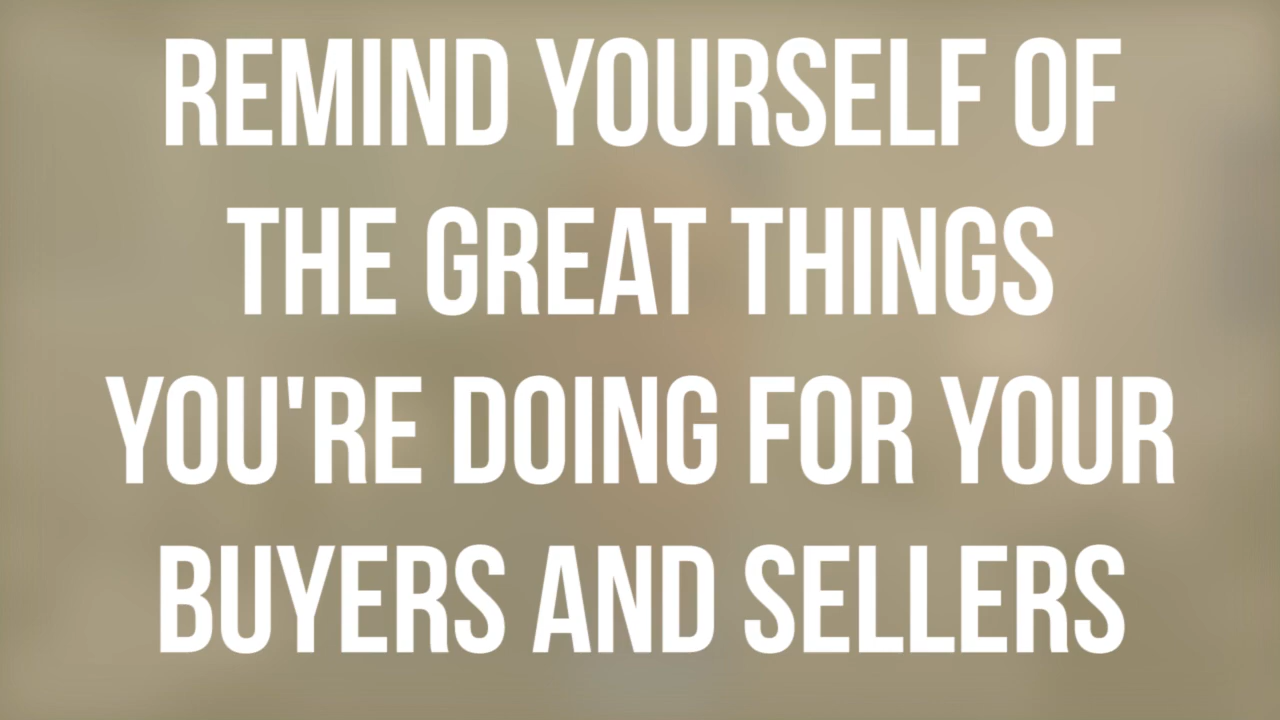 REMIND YOURSELF OF
THE GREAT THINGS
YOU'RE DOING FOR YOUR
BUYERS AND SELLERS